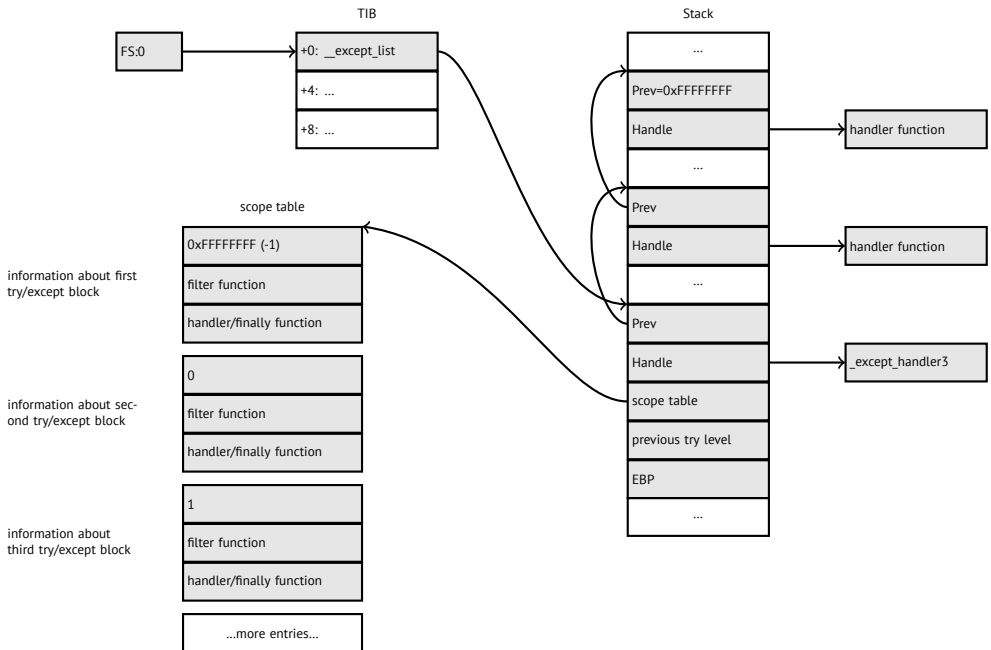 TIB
Stack
FS:0
+0: __except_list
+4: ...
+8: ...
...
Prev=0xFFFFFFFF
Handle
handler function
...
Prev
Handle
handler function
...
Prev
Handle
_except_handler3
scope table
previous try level
EBP
...
scope table
0xFFFFFFFF (-1)
information about first
try/except block
filter function
handler/finally function
0
information about sec-
ond try/except block
filter function
handler/finally function
1
information about
third try/except block
filter function
handler/finally function
...more entries...